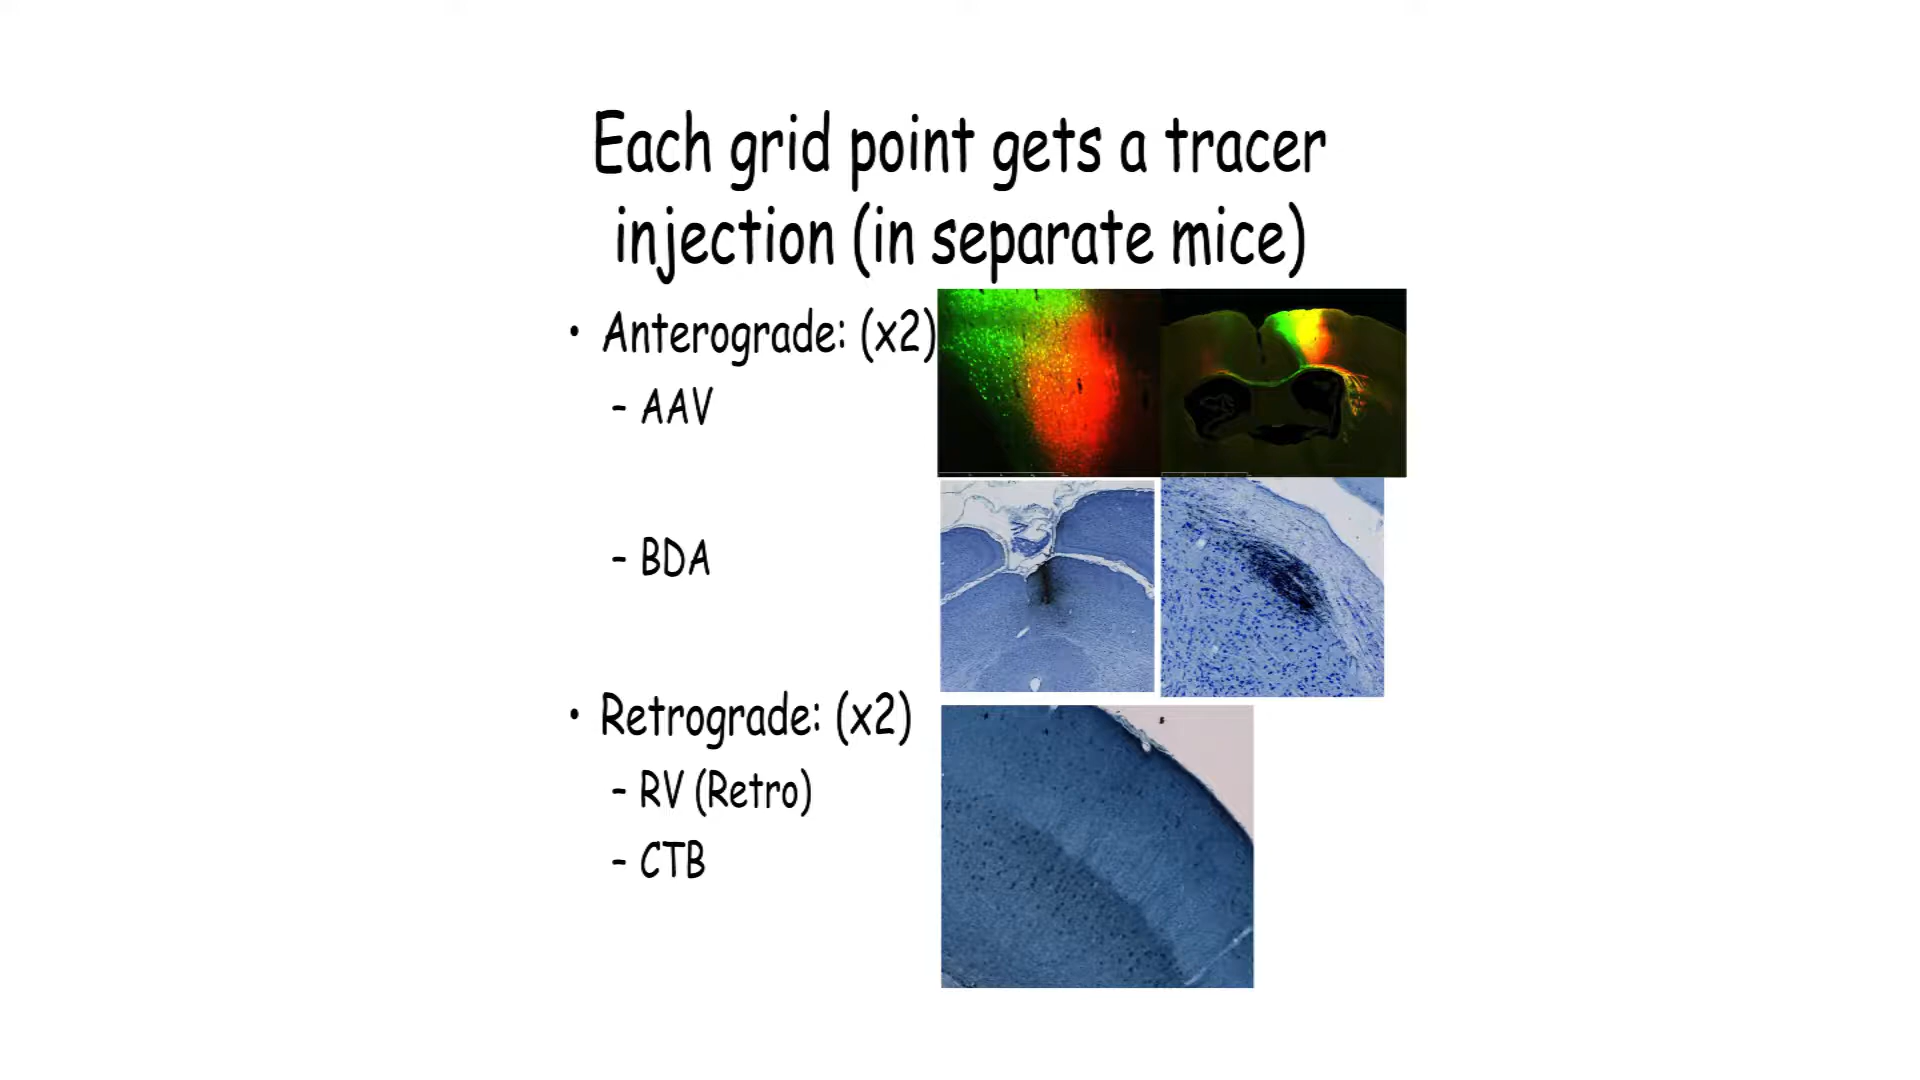 Each grid point gets a tracer
injection (in separate mice)
• Anterograde: (x2)
– AAV
– BDA
• Retrograde: (x2)
– RV (Retro)
– CTB